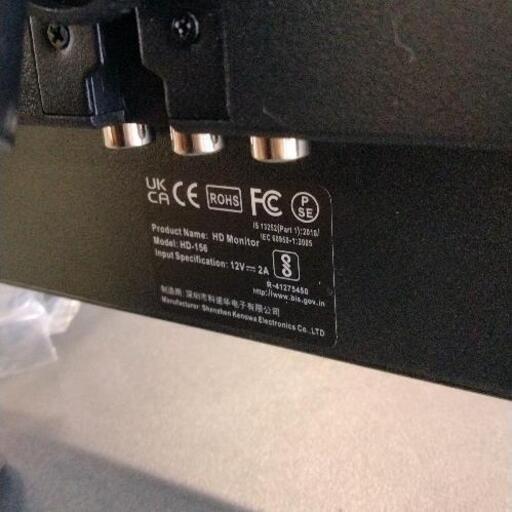 UK
CA CE ROHS FC P
SE
IS 13252(Part 1):2010/
IEC 60950-1:2005
Product Name: HD Monitor
Model: HD-156
Input Specification: 12V⎓2A
R-41275450
http://www.bis.gov.in
制造商: 深圳市科诺华电子有限公司
Manufacturer: Shenzhen Kenowa Electronics Co.,LTD